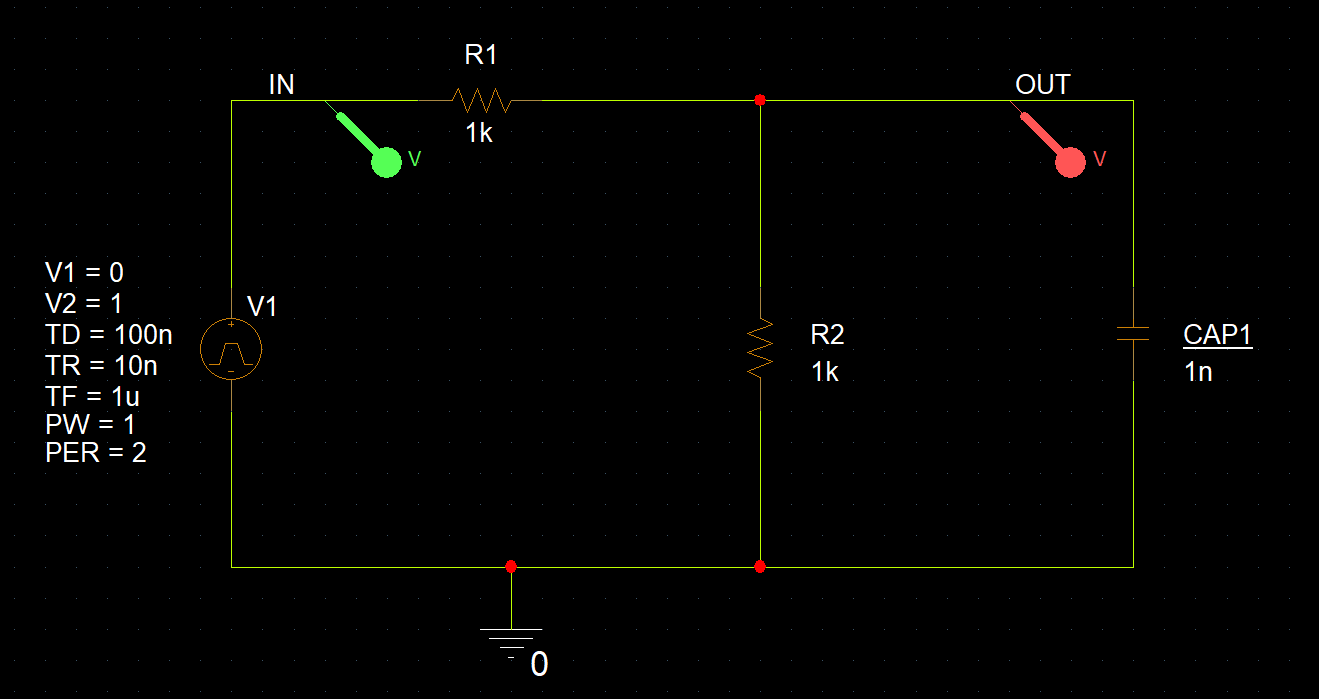 R1
IN
OUT
1k
V
V
V1 = 0
V2 = 1
TD = 100n
TR = 10n
TF = 1u
PW = 1
PER = 2
V1
+
-
R2
1k
CAP1
1n
0